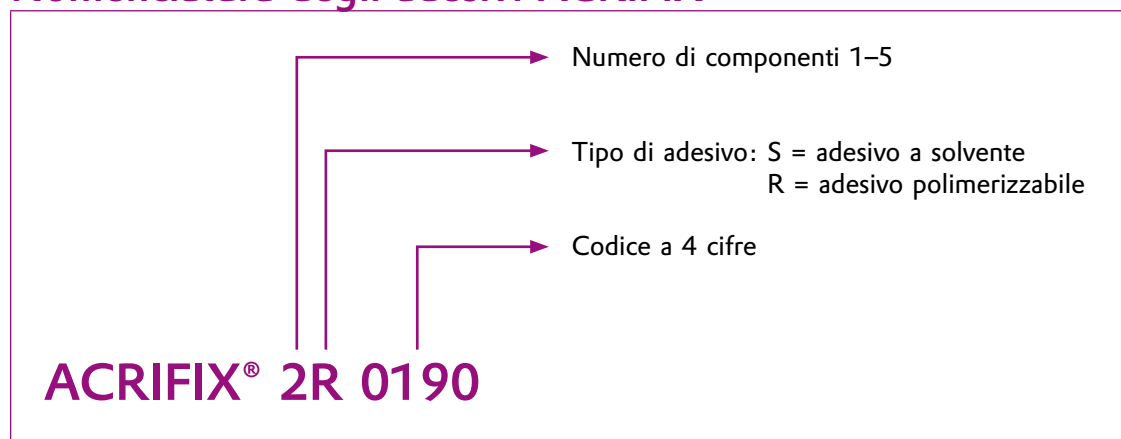 Numero di componenti 1–5
Tipo di adesivo: S = adesivo a solvente
R = adesivo polimerizzabile
Codice a 4 cifre
ACRIFIX® 2R 0190